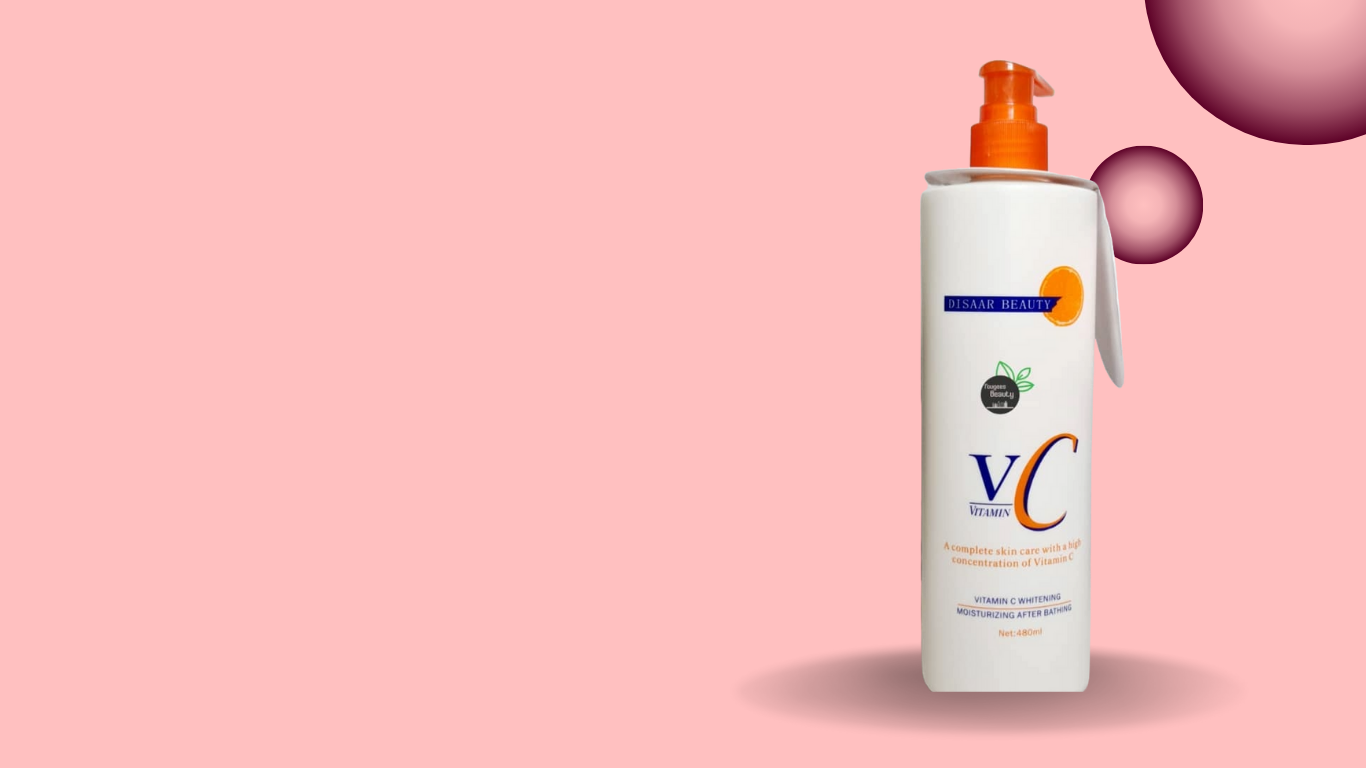 DISAAR BEAUTY
Beauty
VC
VITAMIN
A complete skin care with a high
concentration of Vitamin C
VITAMIN C WHITENING
MOISTURIZING AFTER BATHING
Net:480ml